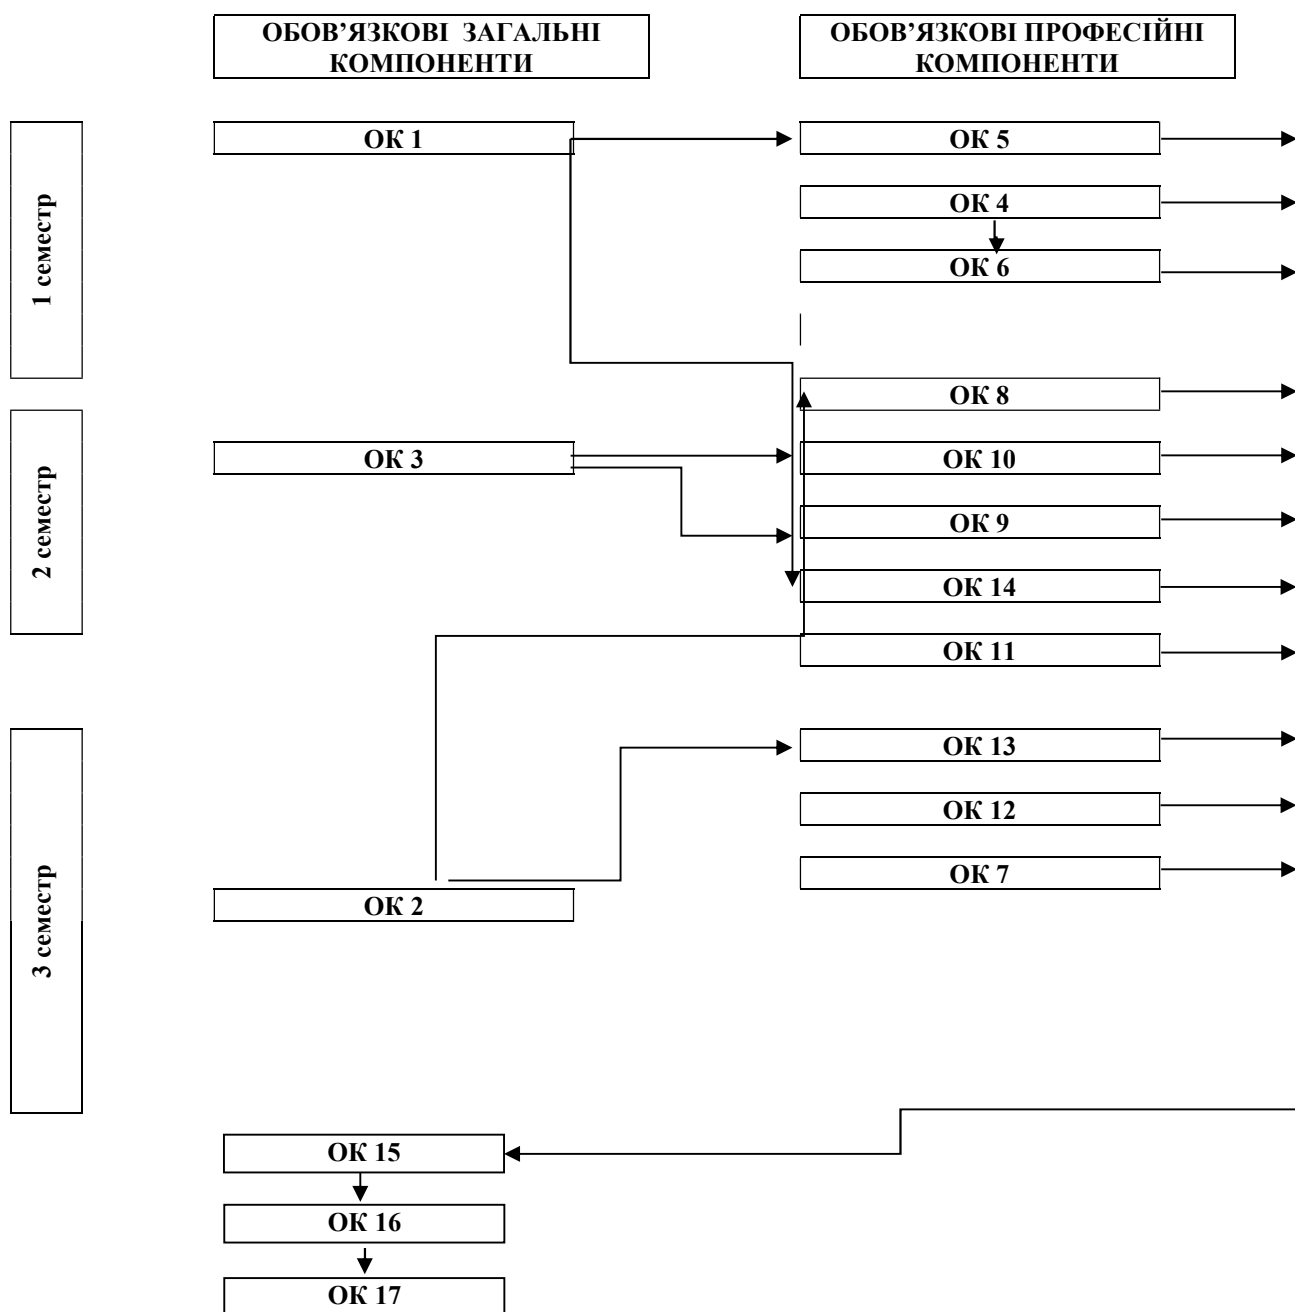 ОБОВ’ЯЗКОВІ ЗАГАЛЬНІ
КОМПОНЕНТИ
ОБОВ’ЯЗКОВІ ПРОФЕСІЙНІ
КОМПОНЕНТИ
1 семестр
ОК 1
ОК 5
ОК 4
ОК 6
ОК 8
2 семестр
ОК 3
ОК 10
ОК 9
ОК 14
ОК 11
3 семестр
ОК 13
ОК 12
ОК 7
ОК 2
ОК 15
ОК 16
ОК 17